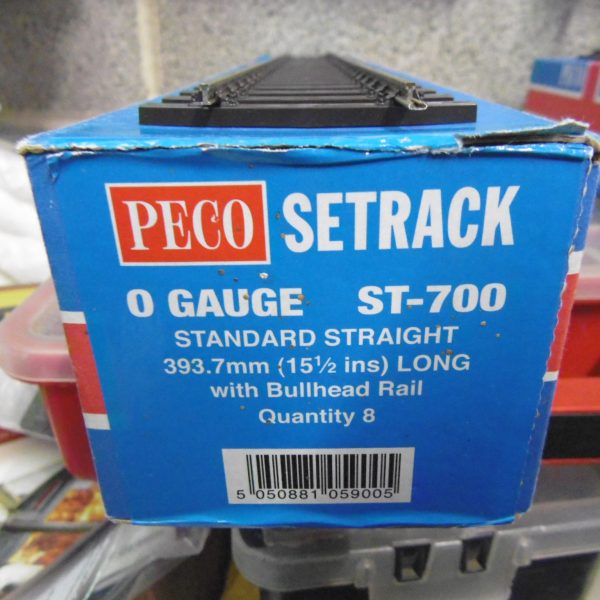 PECO SETRACK
O GAUGE ST-700
STANDARD STRAIGHT
393.7mm (15½ ins) LONG
with Bullhead Rail
Quantity 8
5 050881 059005